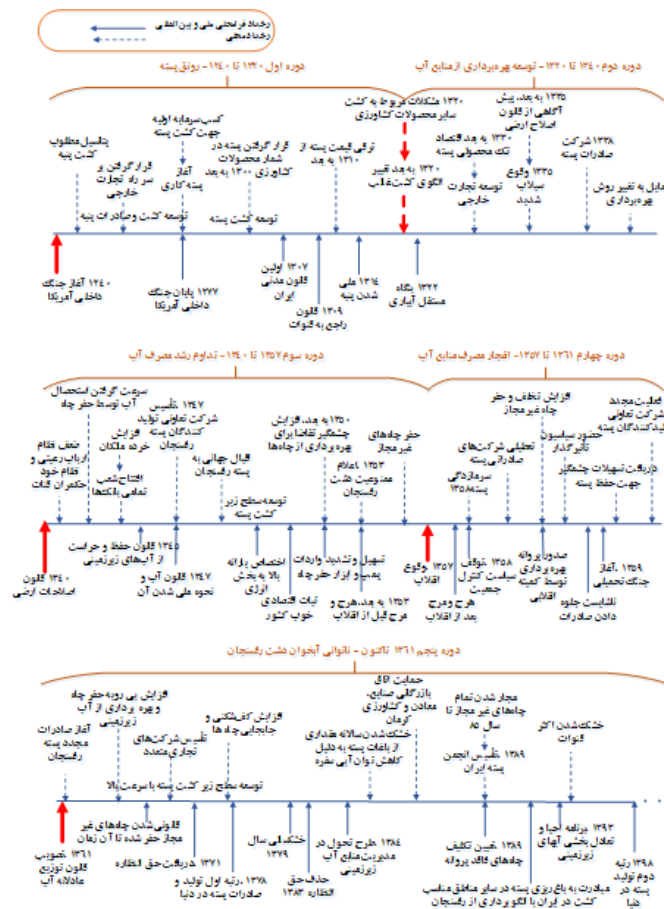 رخداد فرامحلی ملی و بین المللی
رخداد محلی
دوره اول ۱۳۲۰ تا ۱۲۴۰- رونق پسته
دوره دوم ۱۳۴۰ تا ۱۳۲۰- توسعه بهره‌برداری از منابع آب
پتانسیل مطلوب
کشت پنبه
قرار گرفتن بر
سر راه تجارت
خارجی
توسعه کشت و صادرات پنبه
کسب سرمایه اولیه
جهت کشت پسته
آغاز
پسته کاری
قرار گرفتن پسته در
شمار محصولات
کشاورزی ۱۳۰۰ به بعد
توسعه کشت پسته
ترقی قیمت پسته از
۱۳۱۰ به بعد
۱۳۲۰ مشکلات مربوط به کشت
سایر محصولات کشاورزی
۱۳۲۰ به بعد تغییر
الگوی کشت غالب
۱۳۳۰ به بعد اقتصاد
تک محصولی پسته
توسعه تجارت
خارجی
۱۳۳۵ به بعد، پیش
آگاهی از قانون
اصلاح ارضی
۱۳۳۵ وقوع
سیلاب
شدید
۱۳۳۸ شرکت
صادرات پسته
تمایل به تغییر روش
بهره‌برداری
۱۲۴۰ آغاز جنگ
داخلی آمریکا
۱۲۷۷ پایان جنگ
داخلی آمریکا
۱۳۰۷ اولین
قانون مدنی
ایران
۱۳۰۹ قانون
راجع به قنوات
۱۳۱۴ ملی
شدن پنبه
۱۳۲۲ بنگاه
مستقل آبیاری
دوره سوم ۱۳۵۷ تا ۱۳۴۰- تداوم رشد مصرف آب
دوره چهارم ۱۳۶۱ تا ۱۳۵۷- انفجار مصرف منابع آب
ضعف نظام
ارباب رعیتی و
نظام خود
حکمران قنات
سرعت گرفتن استحصال
آب توسط حفر چاه
افزایش
خرده مالکان
افتتاح شعب
تمامی بانک‌ها
۱۳۴۷ تأسیس
شرکت تعاونی تولید
کنندگان پسته
رفسنجان
اقبال جهانی به
پسته رفسنجان
توسعه سطح زیر
کشت پسته
۱۳۵۰ به بعد، افزایش
چشمگیر تقاضا برای
بهره برداری از چاه‌ها
۱۳۵۳ اعلام
ممنوعیت دشت
رفسنجان
حفر چاه‌های
غیر مجاز
سرمازدگی
پسته ۱۳۵۸
تعطیلی شرکت‌های
صادراتی پسته
افزایش تخلف و حفر
چاه غیر مجاز
حضور سیاسیون
تأثیرگذار
دریافت تسهیلات چشمگیر
جهت حفظ پسته
فعالیت مجدد
شرکت تعاونی
تولید کنندگان پسته
۱۳۴۰ قانون
اصلاحات ارضی
۱۳۴۵ قانون حفظ و حراست
از آب‌های زیرزمینی
۱۳۴۷ قانون آب و
نحوه ملی شدن آن
اختصاص یارانه
بالا به بخش
انرژی
ثبات اقتصادی
خوب کشور
تسهیل و تشدید واردات
پمپ و ابزار حفر چاه
۱۳۵۳ به بعد، هرج و
مرج قبل از انقلاب
۱۳۵۷ وقوع
انقلاب
هرج و مرج
بعد از انقلاب
۱۳۵۸ توقف
سیاست کنترل
جمعیت
صدور پروانه
بهره برداری
توسط کمیته
انقلابی
ناشایست جلوه
دادن صادرات
۱۳۵۹ آغاز
جنگ تحمیلی
دوره پنجم ۱۳۶۱ تاکنون - ناتوانی آبخوان دشت رفسنجان
آغاز صادرات
مجدد پسته
رفسنجان
افزایش بی رویه حفر چاه
و بهره برداری از آب
زیرزمینی
تأسیس شرکت‌های
تجاری متعدد
توسعه سطح زیر کشت پسته با سرعت بالا
افزایش کف‌شکنی و
جابجایی چاه‌ها
حمایت اتاق
بازرگانی صنایع،
معادن و کشاورزی
کرمان
خشک شدن سالانه مقداری
از باغات پسته به دلیل
کاهش توان آبی سفره
مجاز شدن تمام
چاه‌های غیر مجاز تا
سال ۸۵
۱۳۸۹ تأسیس انجمن
پسته ایران
خشک شدن اکثر
قنوات
۱۳۶۱ تصویب
قانون توزیع
عادلانه آب
قانونی شدن چاه‌های غیر
مجاز حفر شده تا آن زمان
۱۳۷۱ دریافت حق النظاره
۱۳۷۸ رتبه اول تولید و
صادرات پسته در دنیا
خشکسالی سال
۱۳۷۹
حذف حق
النظاره ۱۳۸۳
۱۳۸۴ طرح تحول در
مدیریت منابع آب
زیرزمینی
۱۳۸۹ تعیین تکلیف
چاه‌های فاقد پروانه
مبادرت به باغ ریزی پسته در سایر مناطق مناسب
کشت در ایران با الگو برداری از رفسنجان
۱۳۹۳ برنامه احیا و
تعادل بخشی آبهای
زیرزمینی
۱۳۹۸ رتبه
دوم تولید
دنیا